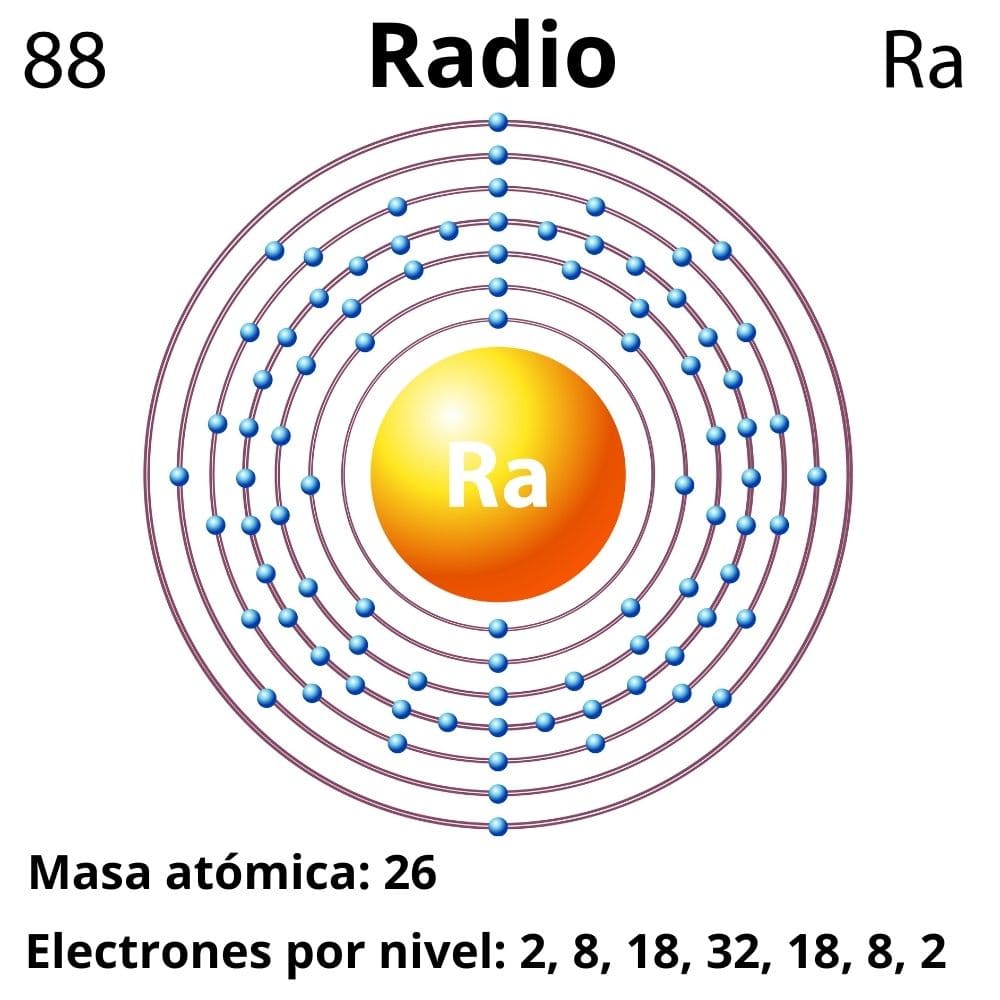 88 Radio Ra
Ra
Masa atómica: 26
Electrones por nivel: 2, 8, 18, 32, 18, 8, 2